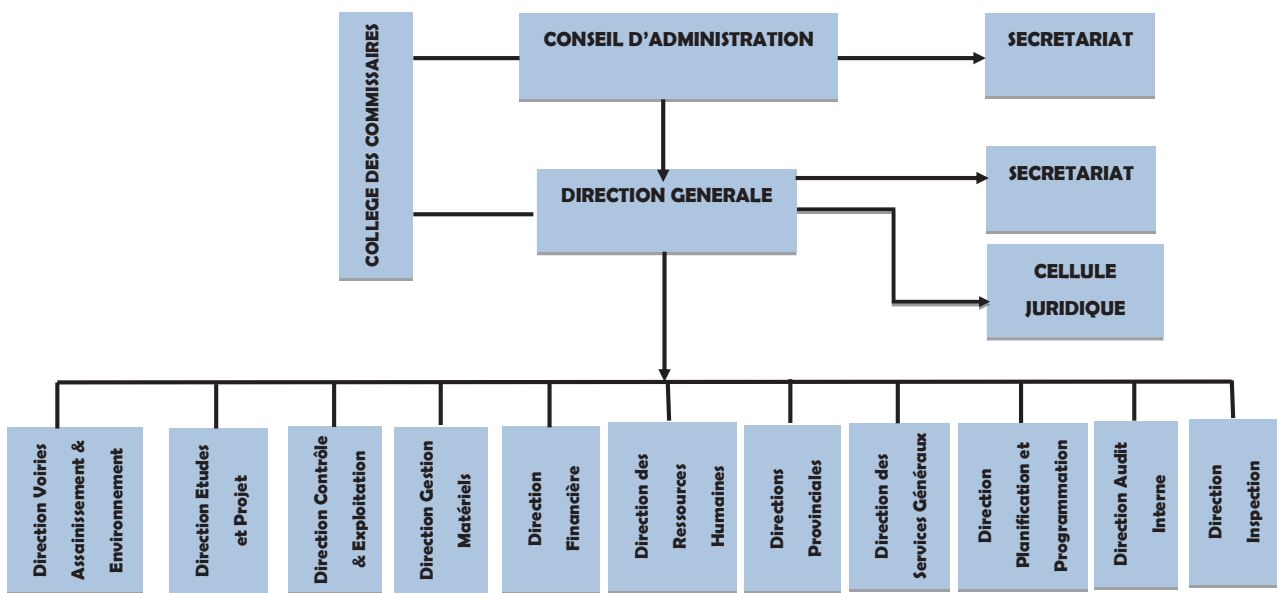 COLLEGE DES COMMISSAIRES
CONSEIL D’ADMINISTRATION
SECRETARIAT
DIRECTION GENERALE
SECRETARIAT
CELLULE
JURIDIQUE
Direction Voiries
Assainissement &
Environnement
Direction Etudes
et Projet
Direction Contrôle
& Exploitation
Direction Gestion
Matériels
Direction
Financière
Direction des
Ressources
Humaines
Directions
Provinciales
Direction des
Services Généraux
Direction
Planification et
Programmation
Direction Audit
Interne
Direction
Inspection